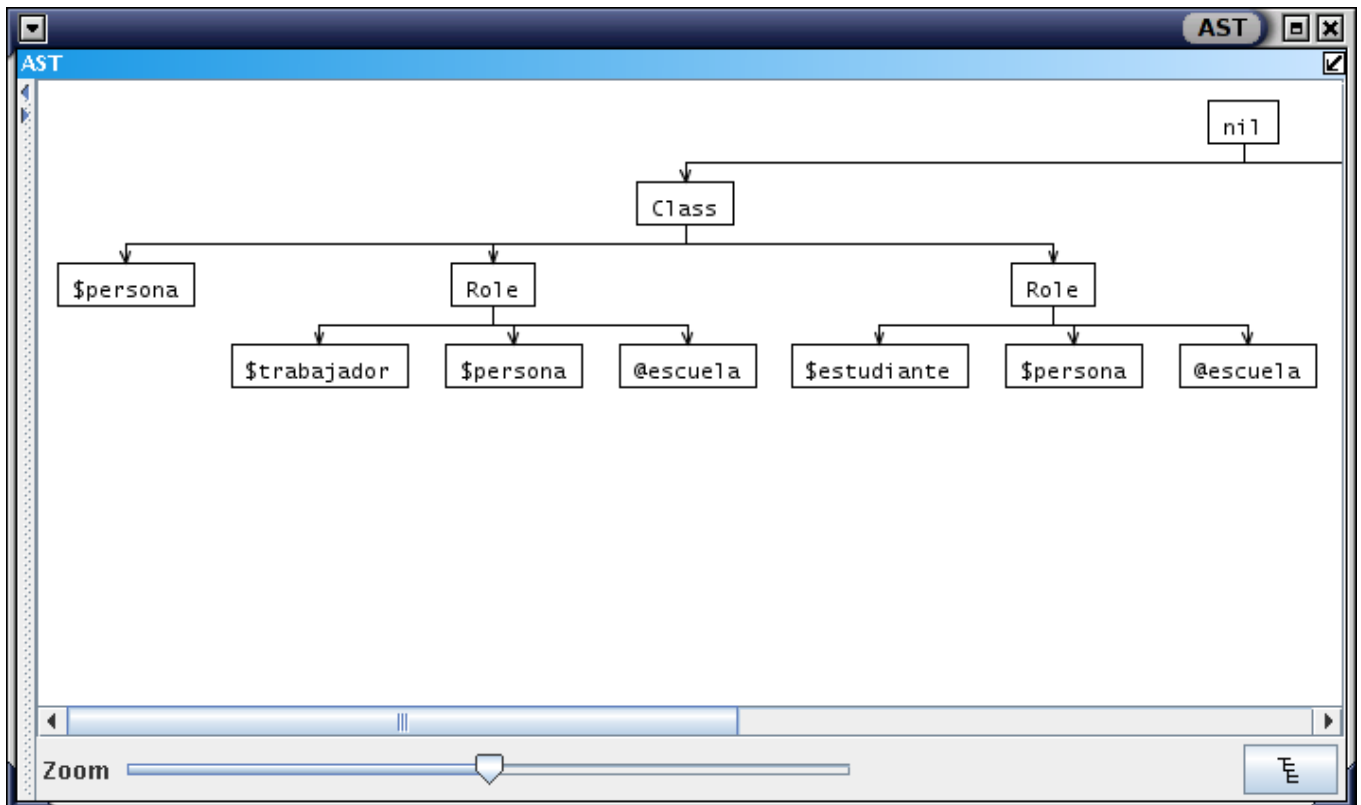 AST
AST
nil
Class
$persona Role Role
$trabajador $persona @escuela $estudiante $persona @escuela
Zoom